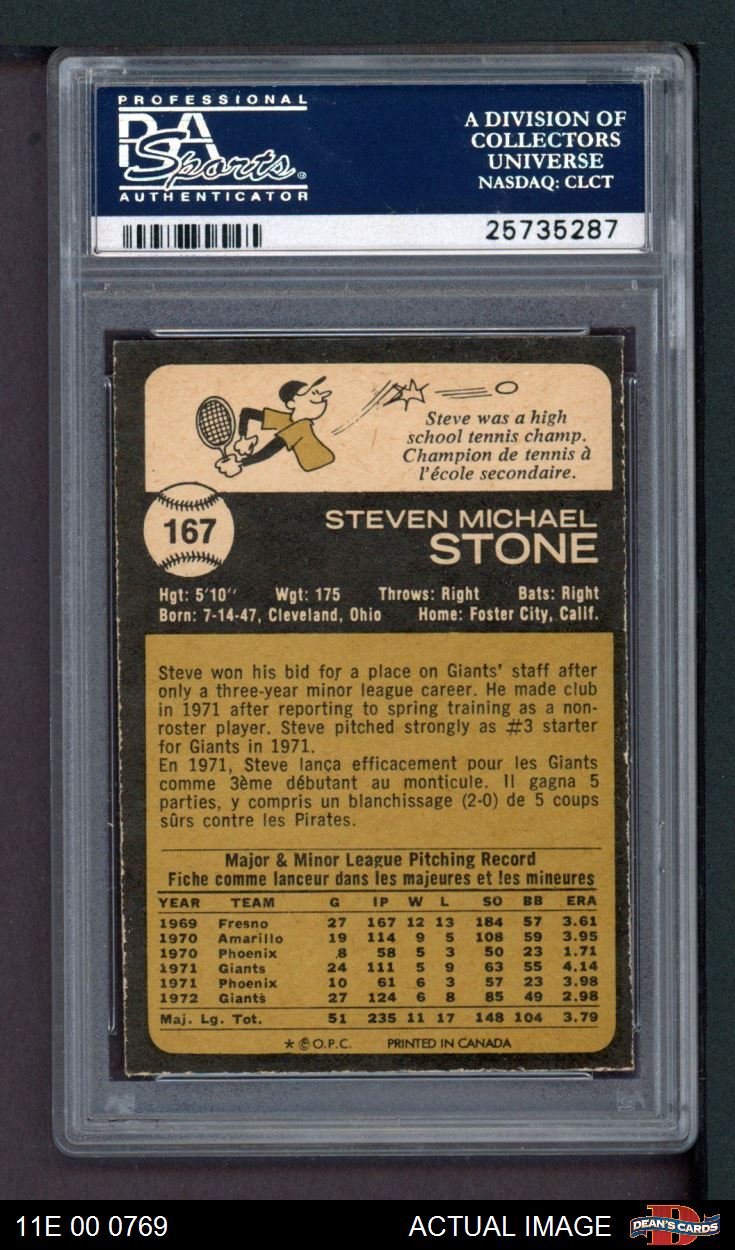 PROFESSIONAL
PSA
Sports
AUTHENTICATOR
A DIVISION OF
COLLECTORS
UNIVERSE
NASDAQ: CLCT
25735287
Steve was a high
school tennis champ.
Champion de tennis à
l'école secondaire.
167
STEVEN MICHAEL
STONE
Hgt: 5'10'' Wgt: 175 Throws: Right Bats: Right
Born: 7-14-47, Cleveland, Ohio Home: Foster City, Calif.
Steve won his bid for a place on Giants' staff after
only a three-year minor league career. He made club
in 1971 after reporting to spring training as a non-
roster player. Steve pitched strongly as #3 starter
for Giants in 1971.
En 1971, Steve lança efficacement pour les Giants
comme 3ème débutant au monticule. Il gagna 5
parties, y compris un blanchissage (2-0) de 5 coups
sûrs contre les Pirates.
Major & Minor League Pitching Record
Fiche comme lanceur dans les majeures et les mineures
YEAR TEAM G IP W L SO BB ERA
1969 Fresno 27 167 12 13 184 57 3.61
1970 Amarillo 19 114 9 5 108 59 3.95
1970 Phoenix 8 58 5 3 50 23 1.71
1971 Giants 24 111 5 9 63 55 4.14
1971 Phoenix 10 61 6 3 57 23 3.98
1972 Giants 27 124 6 8 85 49 2.98
Maj. Lg. Tot. 51 235 11 17 148 104 3.79
* © O.P.C. PRINTED IN CANADA
11E 00 0769
ACTUAL IMAGE
DEAN'S CARDS